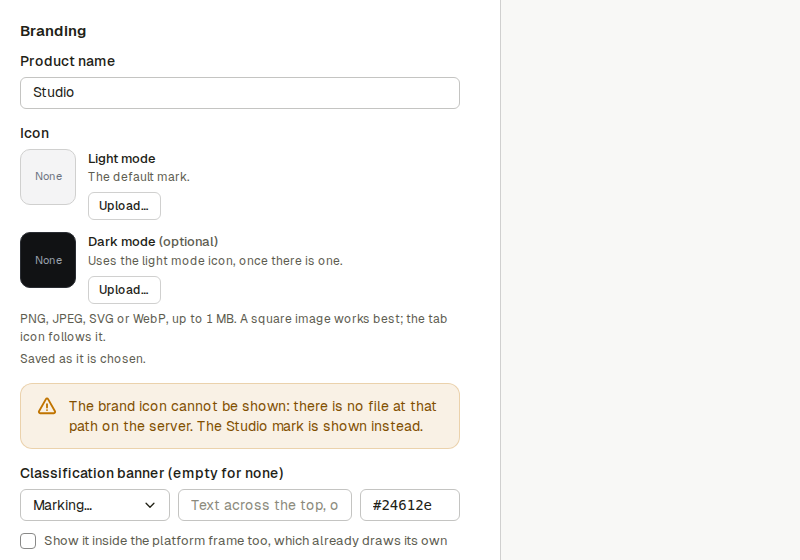 Branding
Product name
Studio
Icon
None
Light mode
The default mark.
Upload…
None
Dark mode (optional)
Uses the light mode icon, once there is one.
Upload…
PNG, JPEG, SVG or WebP, up to 1 MB. A square image works best; the tab
icon follows it.
Saved as it is chosen.
The brand icon cannot be shown: there is no file at that
path on the server. The Studio mark is shown instead.
Classification banner (empty for none)
Marking… Text across the top, o #24612e
Show it inside the platform frame too, which already draws its own